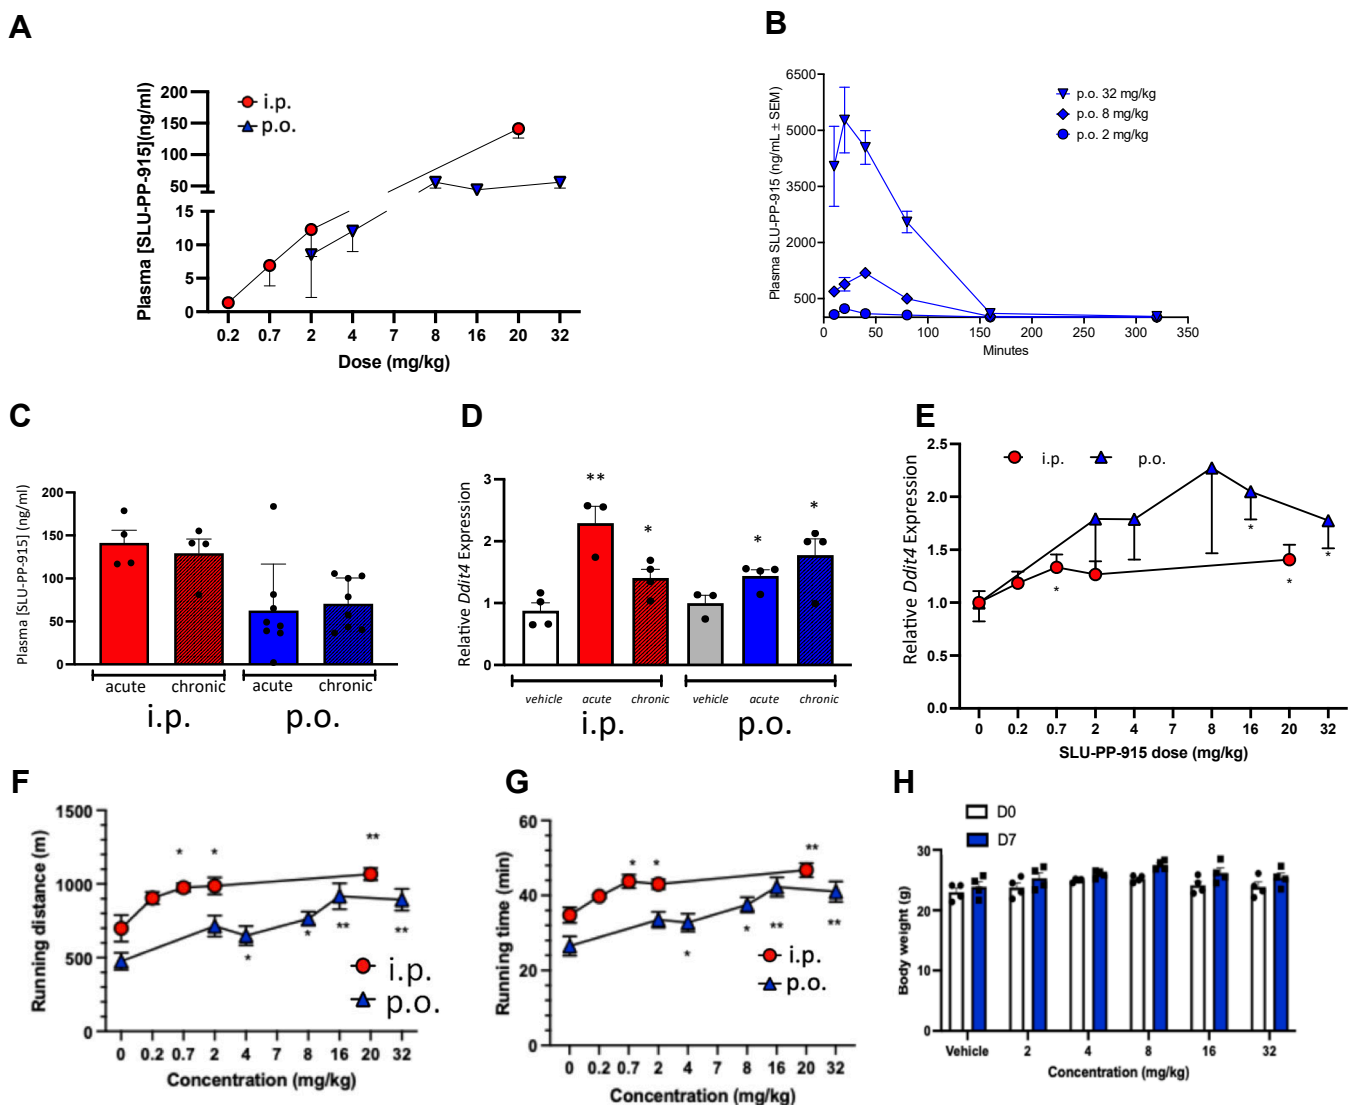 A
Plasma [SLU-PP-915](ng/ml)
200
150
100
50
15
10
5
0
i.p.
p.o.
0.2 0.7 2 4 7 8 16 20 32
Dose (mg/kg)
B
Plasma SLU-PP-915 (ng/mL ± SEM)
6500
5000
3500
2000
500
p.o. 32 mg/kg
p.o. 8 mg/kg
p.o. 2 mg/kg
0 50 100 150 200 250 300 350
Minutes
C
Plasma [SLU-PP-915] (ng/ml)
200
150
100
50
0
acute chronic acute chronic
i.p. p.o.
D
Relative Ddit4 Expression
3
2
1
0
** * * *
vehicle acute chronic vehicle acute chronic
i.p. p.o.
E
Relative Ddit4 Expression
2.5
2.0
1.5
1.0
0.5
0.0
i.p. p.o.
* * * *
0 0.2 0.7 2 4 7 8 16 20 32
SLU-PP-915 dose (mg/kg)
F
Running distance (m)
1500
1000
500
0
* * **
* * ** **
i.p.
p.o.
0 0.2 0.7 2 4 7 8 16 20 32
Concentration (mg/kg)
G
Running time (min)
60
40
20
0
* * **
* * ** **
i.p.
p.o.
0 0.2 0.7 2 4 7 8 16 20 32
Concentration (mg/kg)
H
D0
D7
Body weight (g)
30
20
10
0
Vehicle 2 4 8 16 32
Concentration (mg/kg)